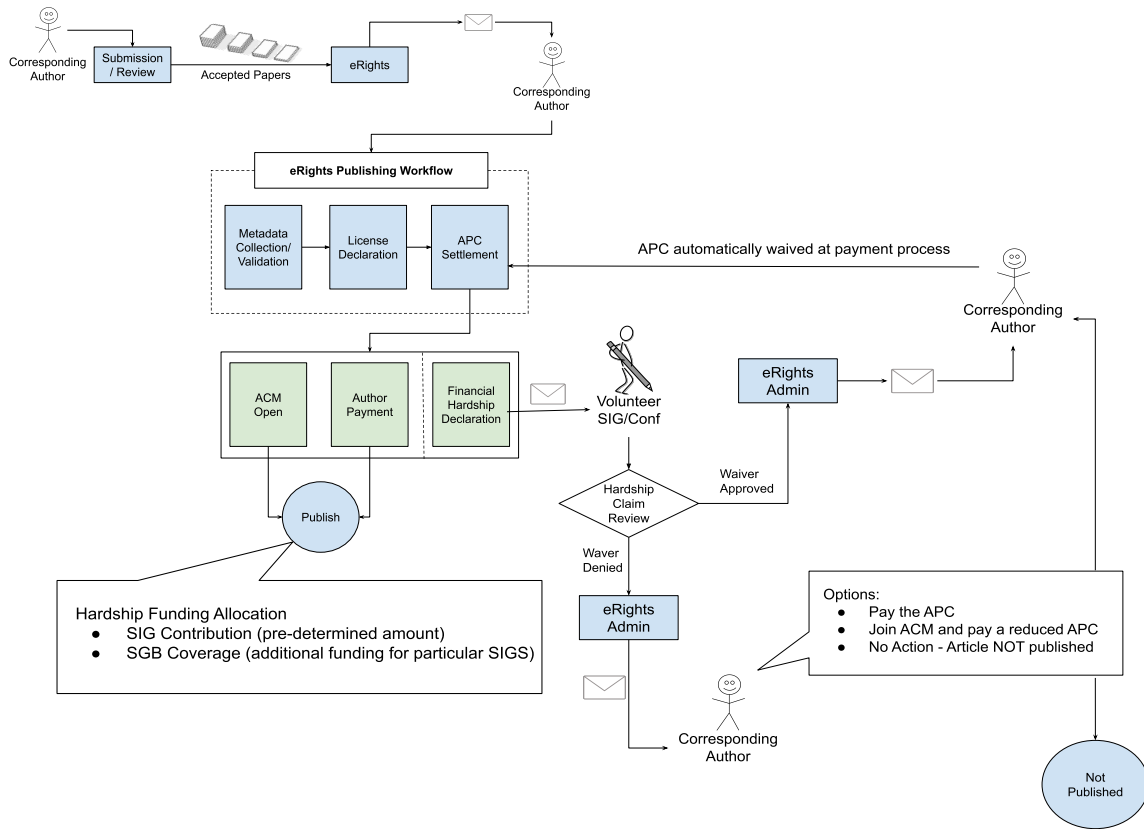 Corresponding
Author
Submission
/ Review
Accepted Papers
eRights
Corresponding
Author
eRights Publishing Workflow
Metadata
Collection/
Validation
License
Declaration
APC
Settlement
APC automatically waived at payment process
Corresponding
Author
ACM
Open
Author
Payment
Financial
Hardship
Declaration
Volunteer
SIG/Conf
eRights
Admin
Hardship
Claim
Review
Waiver
Approved
Publish
Waver
Denied
Hardship Funding Allocation
● SIG Contribution (pre-determined amount)
● SGB Coverage (additional funding for particular SIGS)
eRights
Admin
Options:
● Pay the APC
● Join ACM and pay a reduced APC
● No Action - Article NOT published
Corresponding
Author
Not
Published